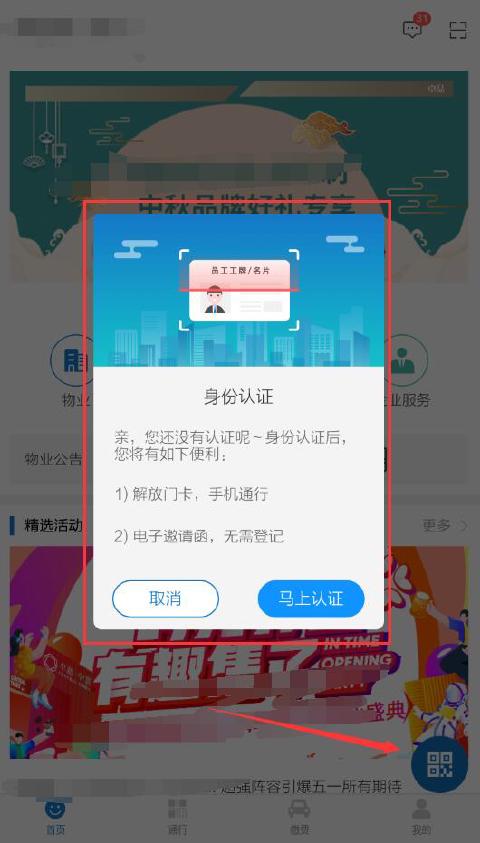 31
中秋品牌好礼专享
员工工牌/名片
身份认证
亲，您还没有认证呢～身份认证后，
您将有如下便利：
1) 解放门卡，手机通行
2) 电子邀请函，无需登记
取消
马上认证
物业
业服务
物业公告
精选活动
更多
IN TIME
OPENING
PARTY
有趣集了
盛典
超强阵容引爆五一所有期待
首页
通行
缴费
我的